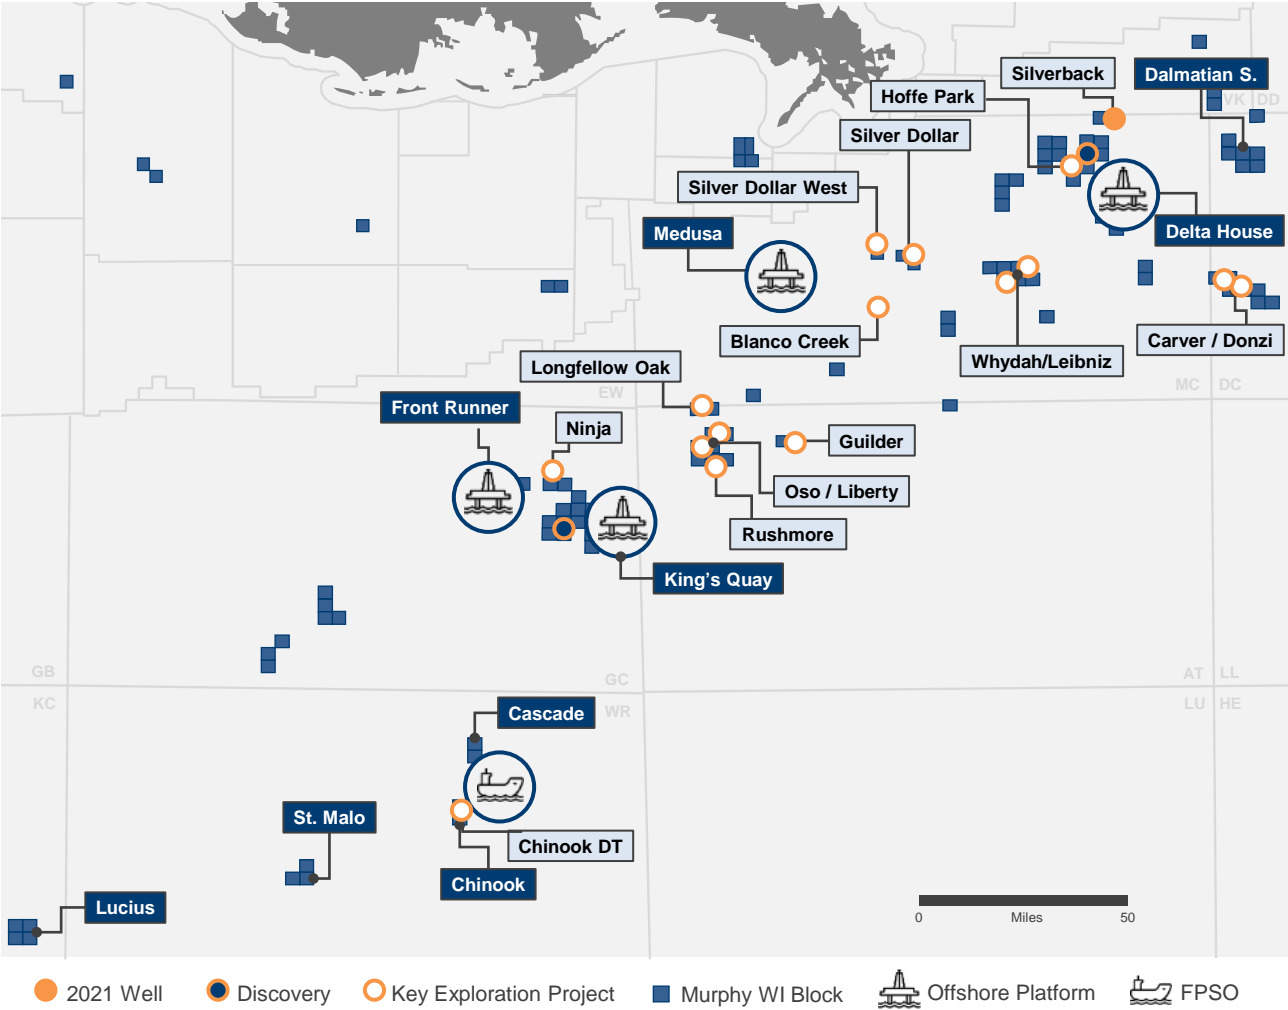 Silverback
Dalmatian S.
Hoffe Park
VK DD
Silver Dollar
Silver Dollar West
Medusa
Delta House
Blanco Creek
Carver / Donzi
Whydah/Leibniz
Longfellow Oak
EW
MC DC
Front Runner
Ninja
Guilder
Oso / Liberty
Rushmore
King's Quay
GB
GC
AT LL
KC
WR
LU HE
Cascade
St. Malo
Chinook DT
Chinook
Lucius
0 Miles 50
2021 Well
Discovery
Key Exploration Project
Murphy WI Block
Offshore Platform
FPSO